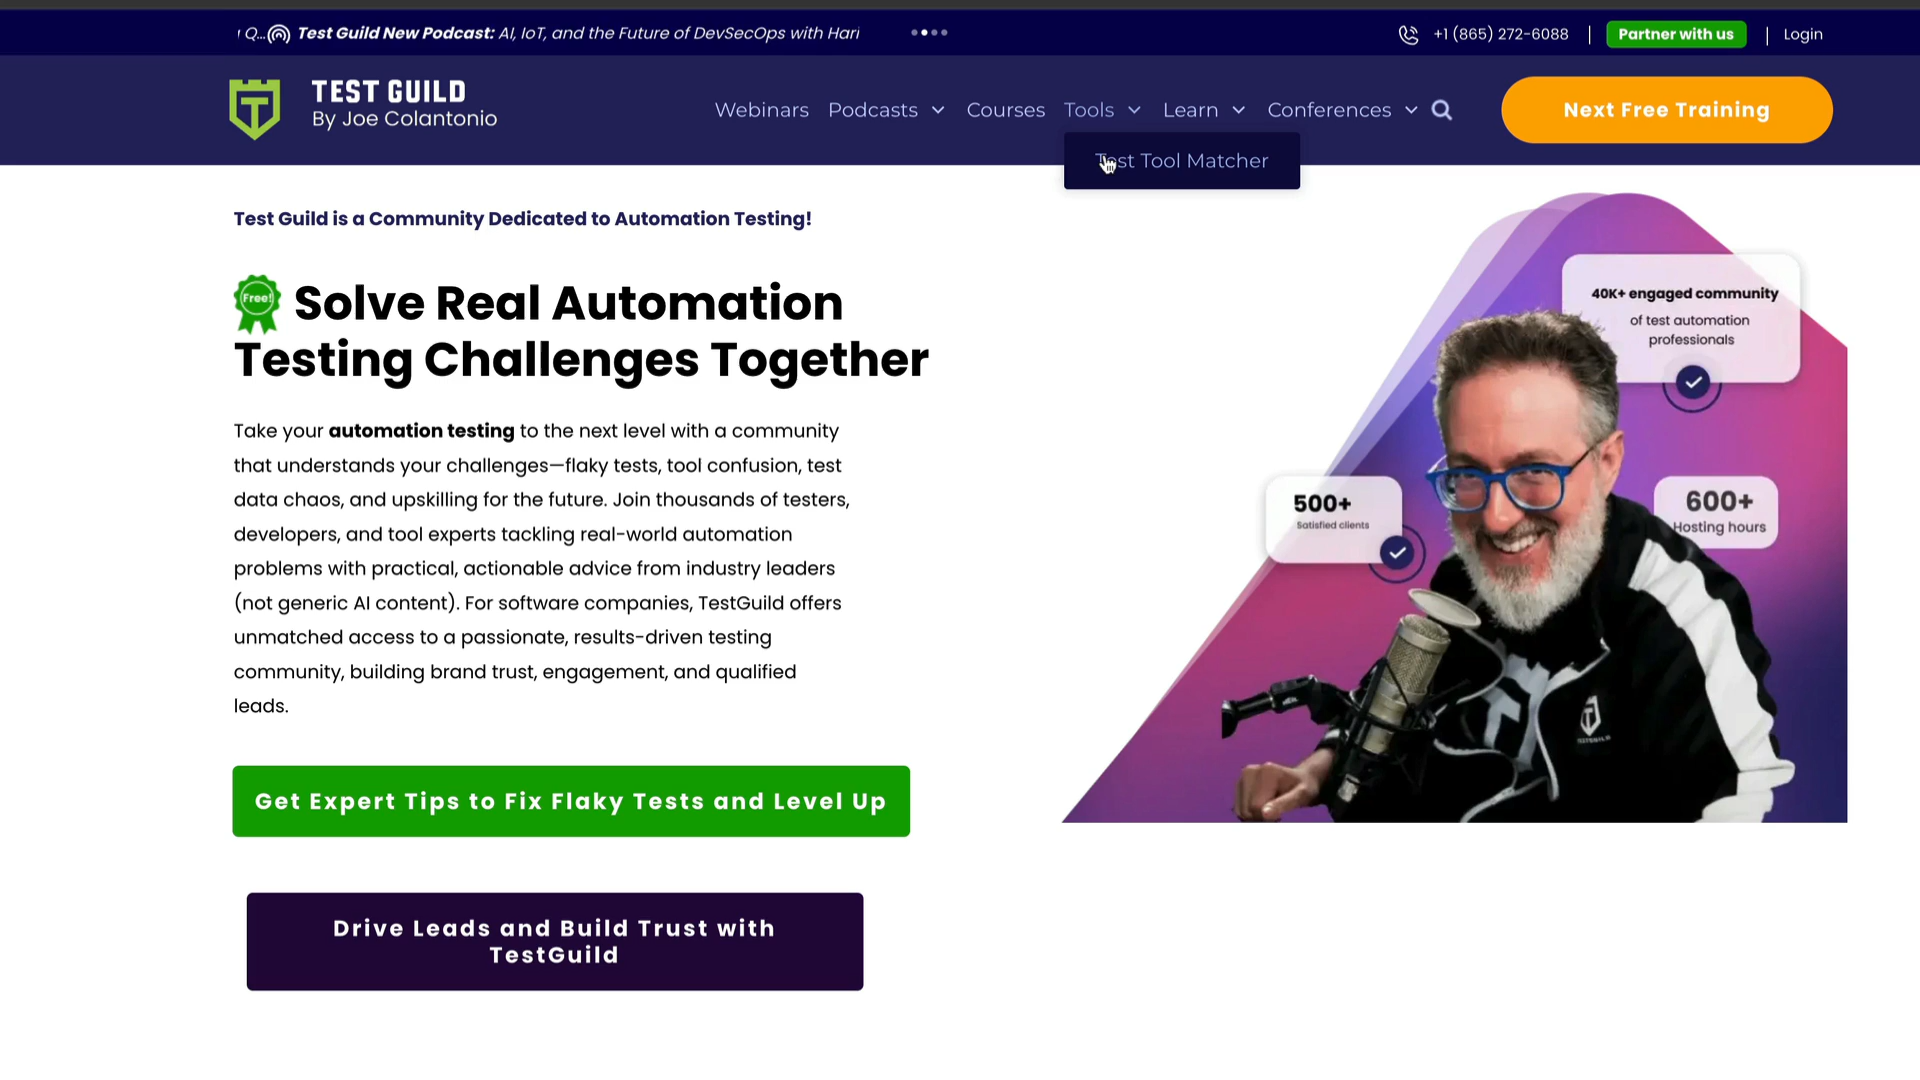 Q... Test Guild New Podcast: AI, IoT, and the Future of DevSecOps with Hari
+1 (865) 272-6088 | Partner with us | Login
TEST GUILD
By Joe Colantonio
Webinars Podcasts Courses Tools Learn Conferences
Next Free Training
Test Tool Matcher
Test Guild is a Community Dedicated to Automation Testing!
Free!
Solve Real Automation
Testing Challenges Together
Take your automation testing to the next level with a community
that understands your challenges—flaky tests, tool confusion, test
data chaos, and upskilling for the future. Join thousands of testers,
developers, and tool experts tackling real-world automation
problems with practical, actionable advice from industry leaders
(not generic AI content). For software companies, TestGuild offers
unmatched access to a passionate, results-driven testing
community, building brand trust, engagement, and qualified
leads.
Get Expert Tips to Fix Flaky Tests and Level Up
Drive Leads and Build Trust with
TestGuild
40K+ engaged community
of test automation
professionals
500+
Satisfied clients
600+
Hosting hours
TESTGUILD